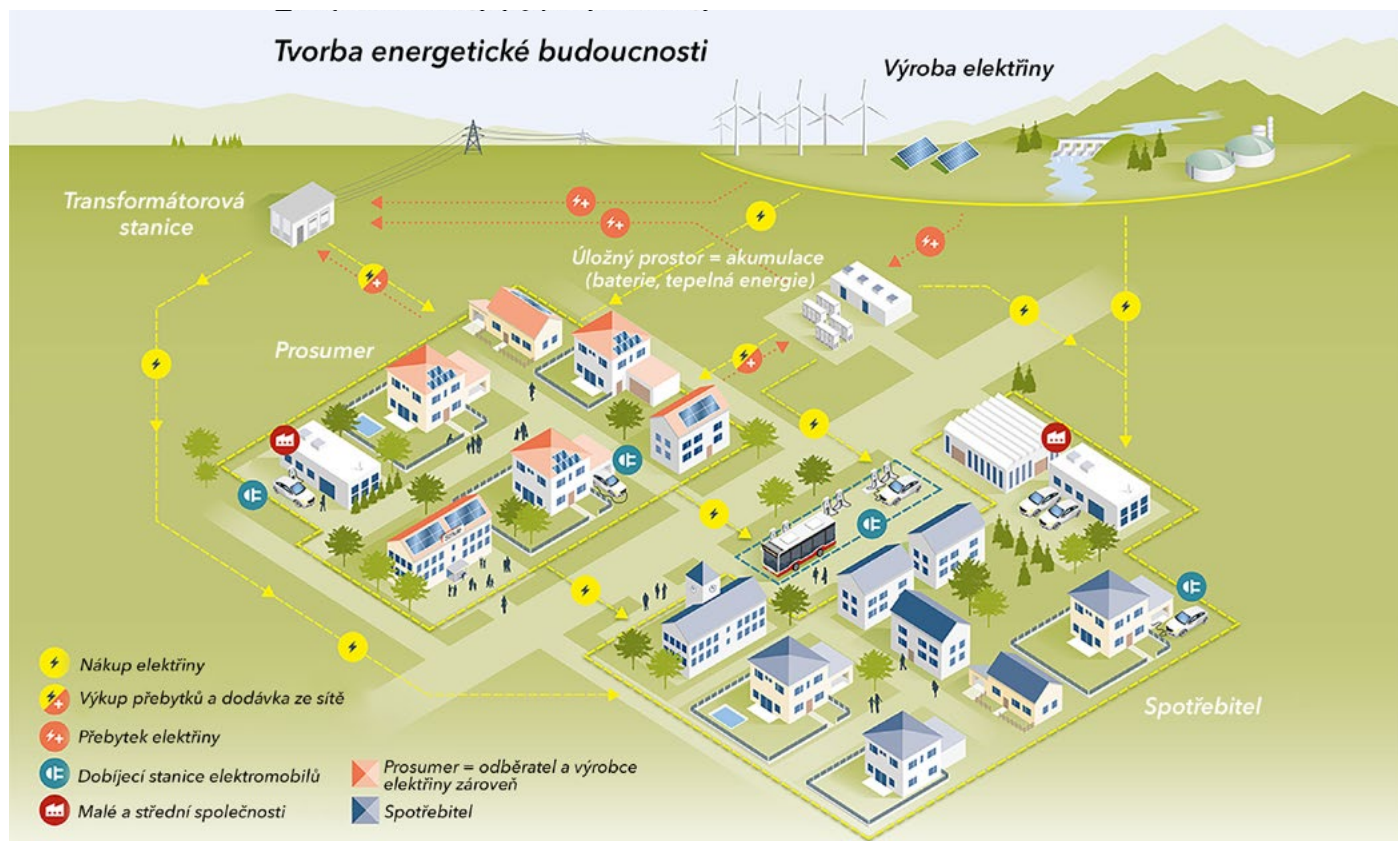 Tvorba energetické budoucnosti
Výroba elektřiny
Transformátorová
stanice
Úložný prostor = akumulace
(baterie, tepelná energie)
Prosumer
Spotřebitel
Nákup elektřiny
Výkup přebytků a dodávka ze sítě
Přebytek elektřiny
Dobíjecí stanice elektromobilů
Malé a střední společnosti
Prosumer = odběratel a výrobce
elektřiny zároveň
Spotřebitel